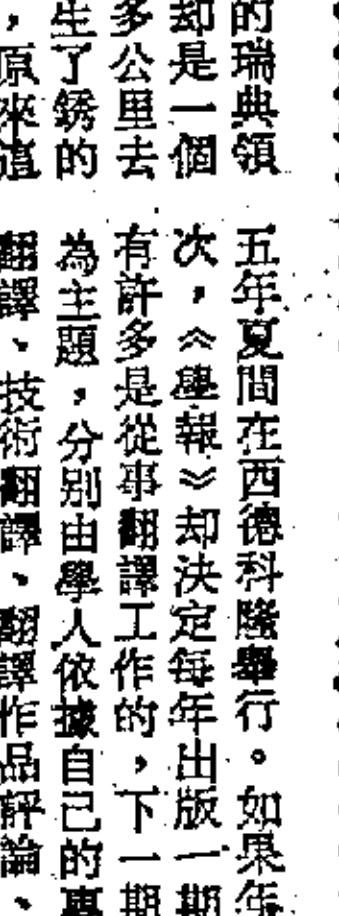 的瑞典領
却是一個
多公里去
生了銹的
，原來這
五年夏間在西德科隆舉行。如果年
次，《學報》却決定每年出版一期
有許多是從事翻譯工作的，下一期
為主題，分別由學人依據自己的專
翻譯、技術翻譯、翻譯作品評論、